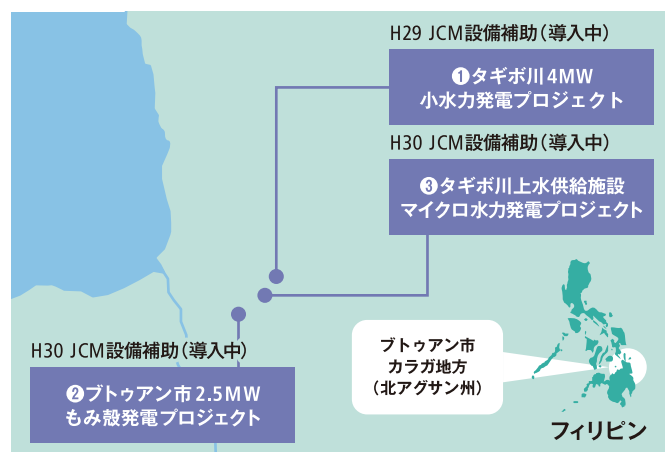 H29 JCM設備補助（導入中）
❶タギボ川4MW
小水力発電プロジェクト
H30 JCM設備補助（導入中）
❸タギボ川上水供給施設
マイクロ水力発電プロジェクト
H30 JCM設備補助（導入中）
❷ブトゥアン市2.5MW
もみ殻発電プロジェクト
ブトゥアン市
カラガ地方
（北アグサン州）
フィリピン